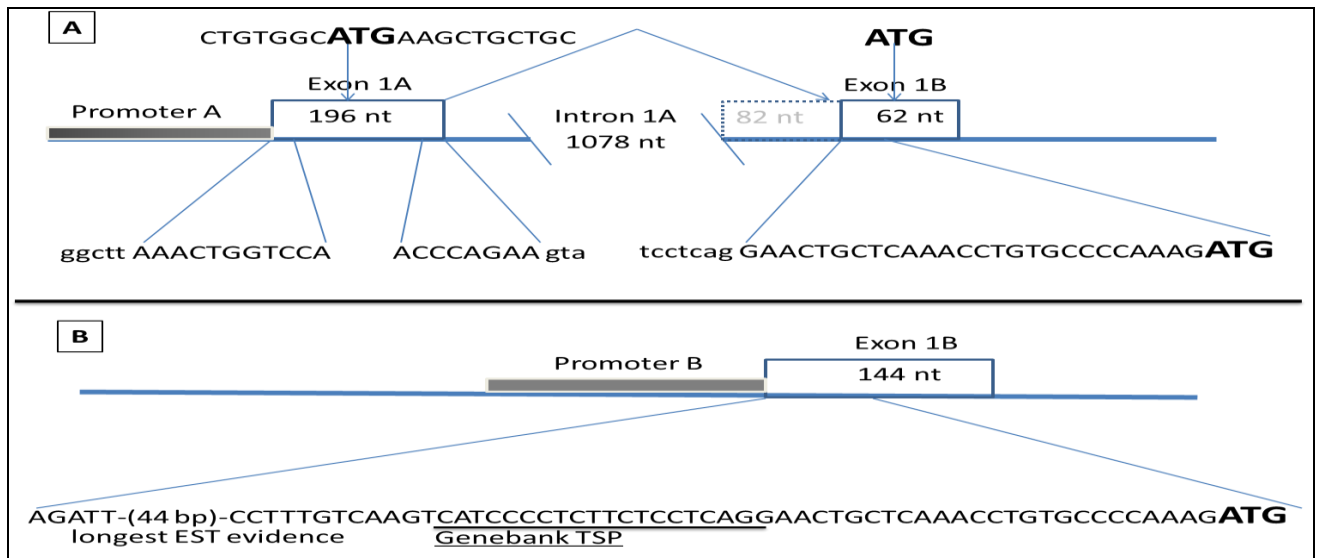 A
CTGTGGCATGAAGCTGCTGC
ATG
Exon 1A
Exon 1B
Promoter A
196 nt
Intron 1A
1078 nt
82 nt
62 nt
ggctt AAACTGGTCCA
ACCCAGAA gta
tcctcag GAACTGCTCAAACCTGTGCCCCAAAGATG
B
Exon 1B
Promoter B
144 nt
AGATT-(44 bp)-CCTTTGTCAAGTCATCCCCTCTTCTCCTCAGGAACTGCTCAAACCTGTGCCCCAAAGATG
longest EST evidence
Genebank TSP